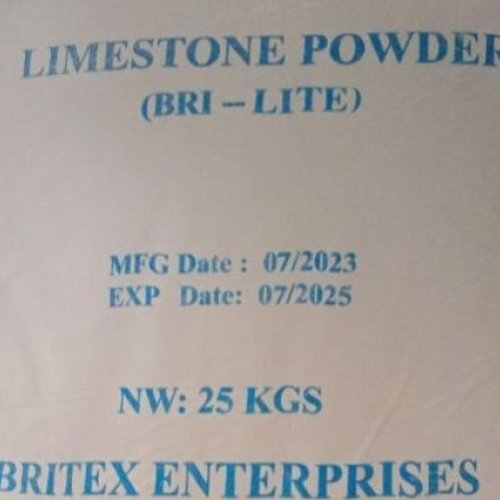 LIMESTONE POWDER
(BRI – LITE)
MFG Date : 07/2023
EXP Date: 07/2025
NW: 25 KGS
BRITEX ENTERPRISES